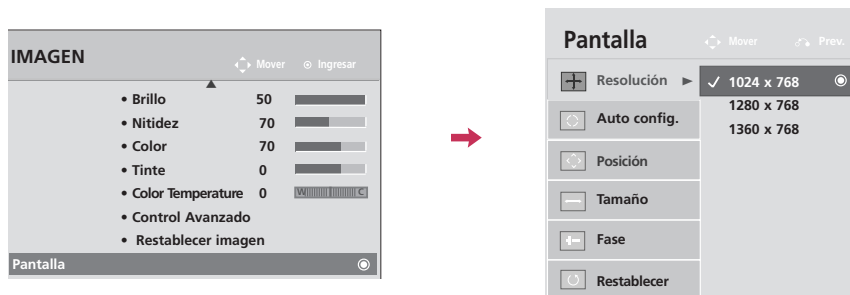 IMAGEN
Mover Ingresar
• Brillo 50
• Nitidez 70
• Color 70
• Tinte 0
• Color Temperature 0 W C
• Control Avanzado
• Restablecer imagen
Pantalla
Pantalla
Mover Prev.
Resolución ► ✓ 1024 x 768
1280 x 768
1360 x 768
Auto config.
Posición
Tamaño
Fase
Restablecer